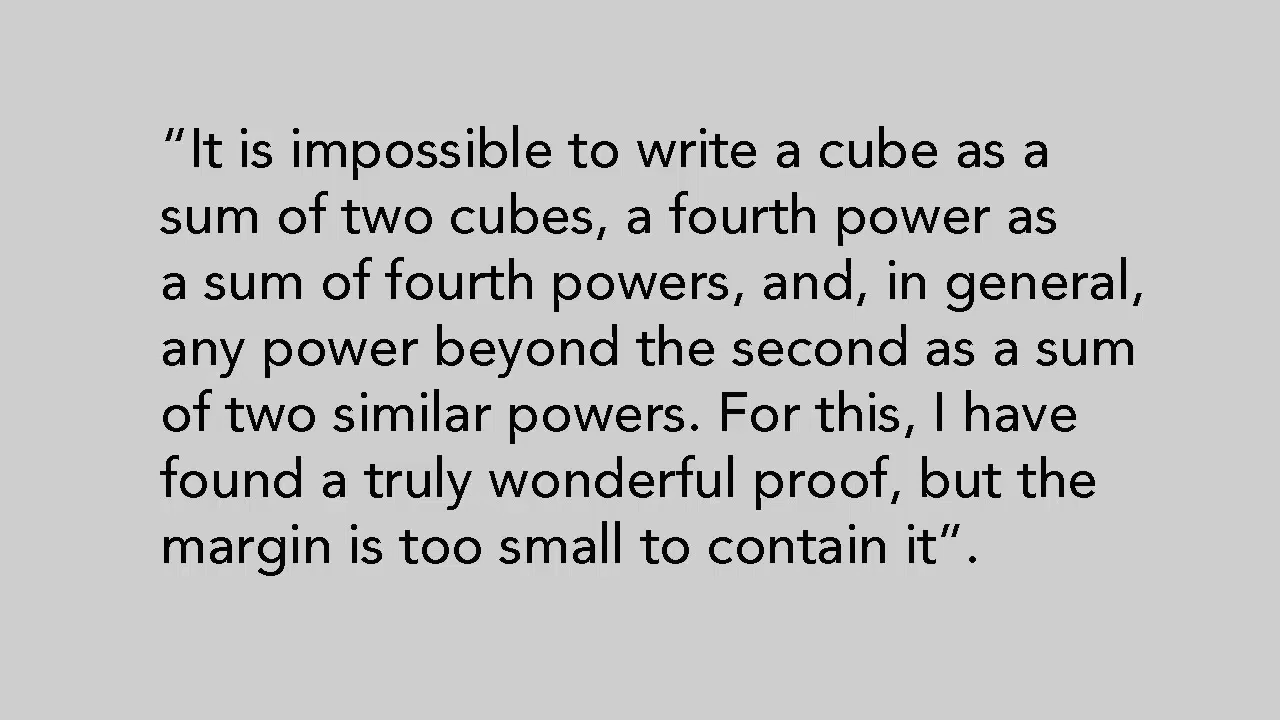 “It is impossible to write a cube as a
sum of two cubes, a fourth power as
a sum of fourth powers, and, in general,
any power beyond the second as a sum
of two similar powers. For this, I have
found a truly wonderful proof, but the
margin is too small to contain it”.